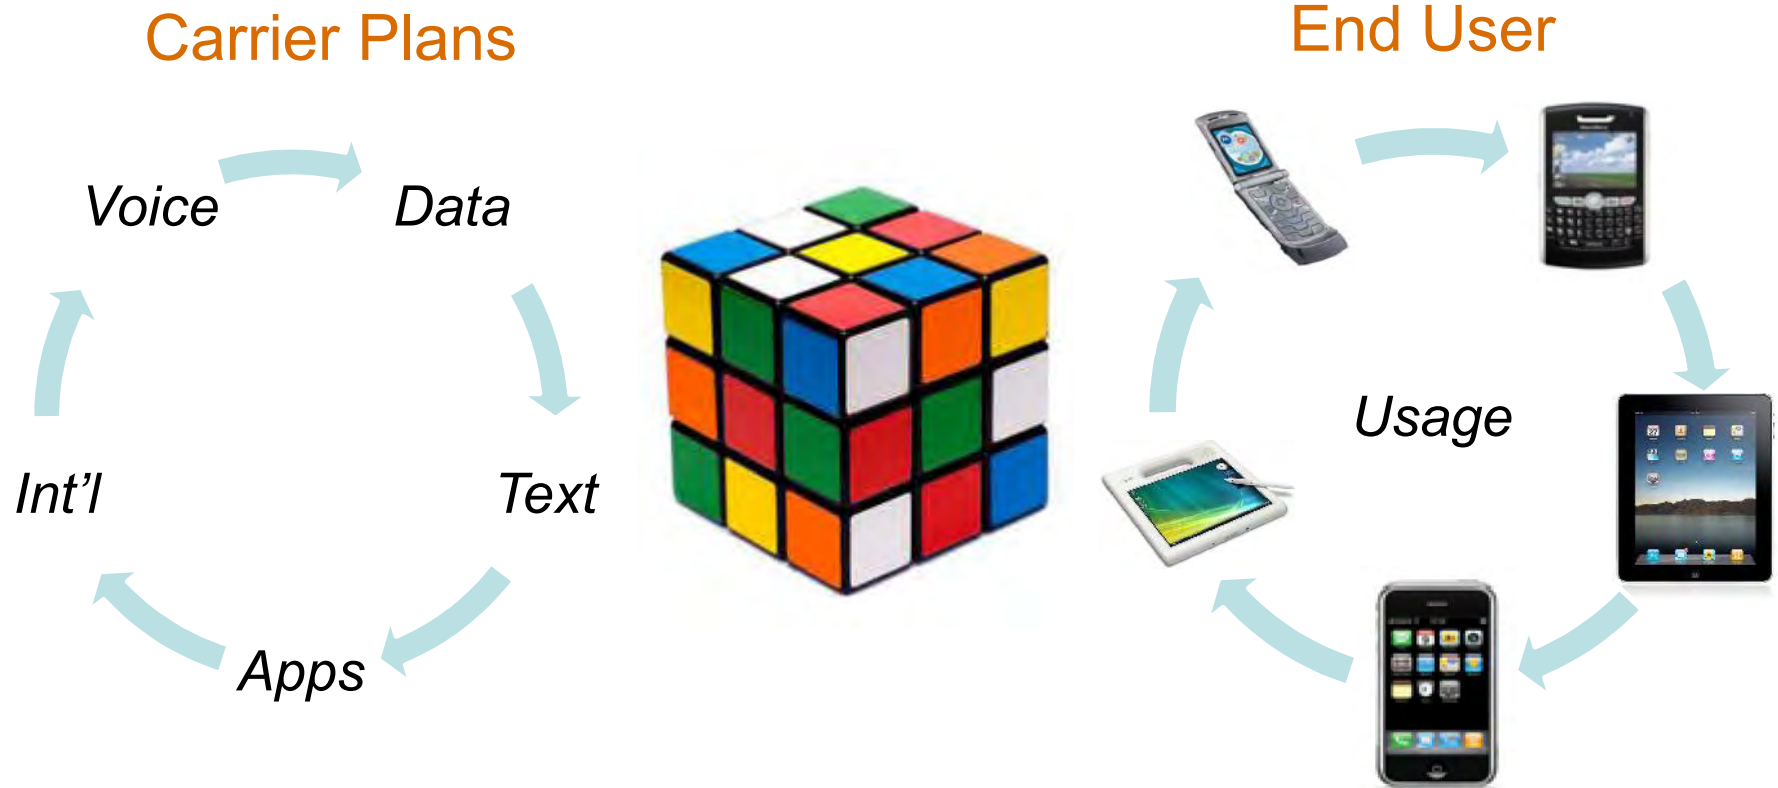 Carrier Plans
End User
Voice
Data
Usage
Int'l
Text
Apps